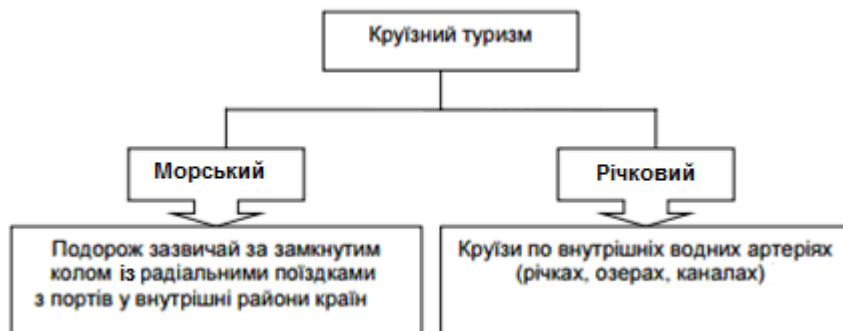 Круїзний туризм
Морський
Річковий
Подорож зазвичай за замкнутим
колом із радіальними поїздками
з портів у внутрішні райони країн
Круїзи по внутрішніх водних артеріях
(річках, озерах, каналах)